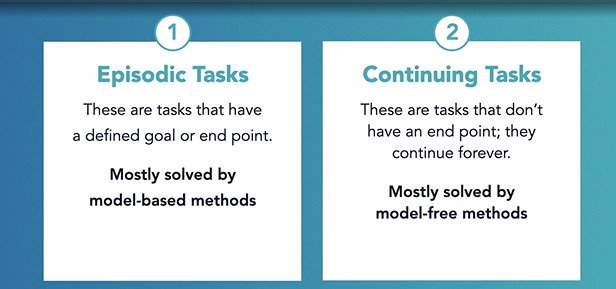 1
Episodic Tasks
These are tasks that have
a defined goal or end point.
Mostly solved by
model-based methods
2
Continuing Tasks
These are tasks that don’t
have an end point; they
continue forever.
Mostly solved by
model-free methods